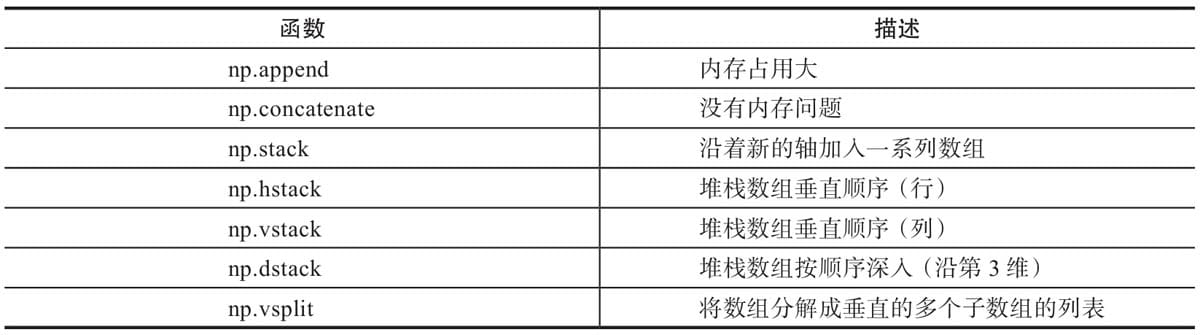 函数 描述
np.append 内存占用大
np.concatenate 没有内存问题
np.stack 沿着新的轴加入一系列数组
np.hstack 堆栈数组垂直顺序（行）
np.vstack 堆栈数组垂直顺序（列）
np.dstack 堆栈数组按顺序深入（沿第 3 维）
np.vsplit 将数组分解成垂直的多个子数组的列表